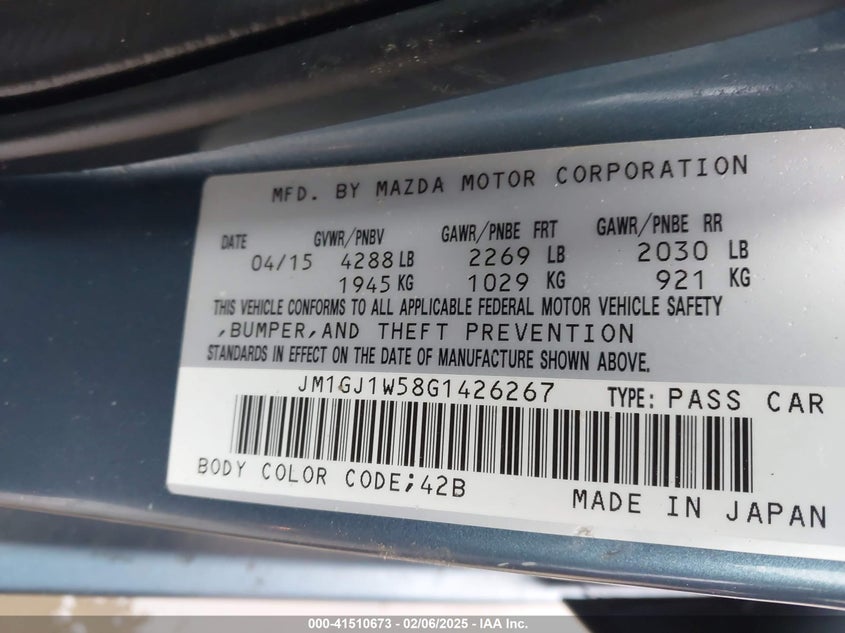 MFD. BY MAZDA MOTOR CORPORATION
DATE GVWR/PNBV GAWR/PNBE FRT GAWR/PNBE RR
04/15 4288 LB 2269 LB 2030 LB
1945 KG 1029 KG 921 KG
THIS VEHICLE CONFORMS TO ALL APPLICABLE FEDERAL MOTOR VEHICLE SAFETY
,BUMPER,AND THEFT PREVENTION
STANDARDS IN EFFECT ON THE DATE OF MANUFACTURE SHOWN ABOVE.
JM1GJ1W58G1426267 TYPE: PASS CAR
BODY COLOR CODE;42B MADE IN JAPAN
000-41510673 - 02/06/2025 - IAA Inc.